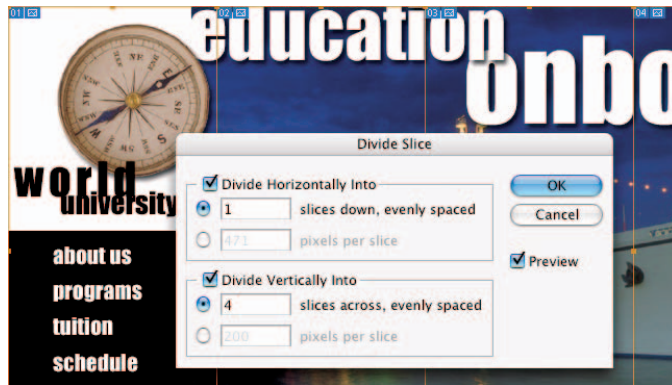 01 02 03 04
education
onbo
world
university
about us
programs
tuition
schedule
Divide Slice
Divide Horizontally Into
1 slices down, evenly spaced
471 pixels per slice
Divide Vertically Into
4 slices across, evenly spaced
200 pixels per slice
OK
Cancel
Preview
N
NE
E
SW
W